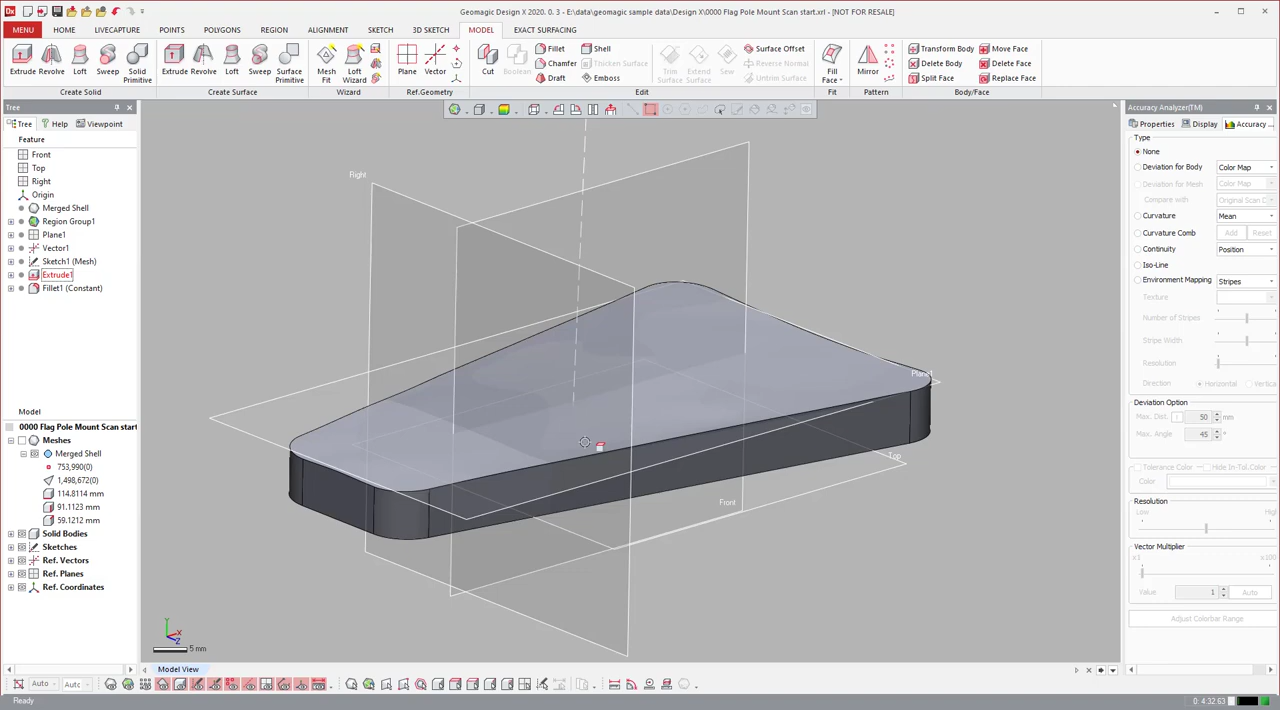 Geomagic Design X 2020. 0. 3 - E:\data\geomagic sample data\Design X\0000 Flag Pole Mount Scan start.xrl - [NOT FOR RESALE]
MENU HOME LIVECAPTURE POINTS POLYGONS REGION ALIGNMENT SKETCH 3D SKETCH MODEL EXACT SURFACING
Extrude Revolve Loft Sweep Solid Primitive
Extrude Revolve Loft Sweep Surface Primitive
Mesh Fit Loft Wizard
Plane Vector
Cut Boolean
Fillet Shell
Chamfer Thicken Surface
Draft Emboss
Trim Surface Extend Surface Sew
Surface Offset
Reverse Normal
Untrim Surface
Fill Face
Mirror
Transform Body Move Face
Delete Body Delete Face
Split Face Replace Face
Create Solid Create Surface Wizard Ref.Geometry Edit Fit Pattern Body/Face
Tree
Tree Help Viewpoint
Feature
Front
Top
Right
Origin
Merged Shell
Region Group1
Plane1
Vector1
Sketch1 (Mesh)
Extrude1
Fillet1 (Constant)
Model
0000 Flag Pole Mount Scan start
Meshes
Merged Shell
753,990(0)
1,498,672(0)
114.8114 mm
91.1123 mm
59.1212 mm
Solid Bodies
Sketches
Ref. Vectors
Ref. Planes
Ref. Coordinates
Right
Plane1
Top
Front
Y
X
Z
5 mm
Model View
Accuracy Analyzer(TM)
Properties Display Accuracy ...
Type
None
Deviation for Body Color Map
Deviation for Mesh Color Map
Compare with Original Scan D
Curvature Mean
Curvature Comb Add Reset
Continuity Position
Iso-Line
Environment Mapping Stripes
Texture
Number of Stripes
Stripe Width
Resolution
Direction Horizontal Vertica
Deviation Option
Max. Dist. 50 mm
Max. Angle 45 °
Tolerance Color Hide In-Tol.Color
Color
Resolution
Low High
Vector Multiplier
x1 x100
Value 1 Auto
Adjust Colorbar Range
Auto Auto
Ready
0: 4:32:63